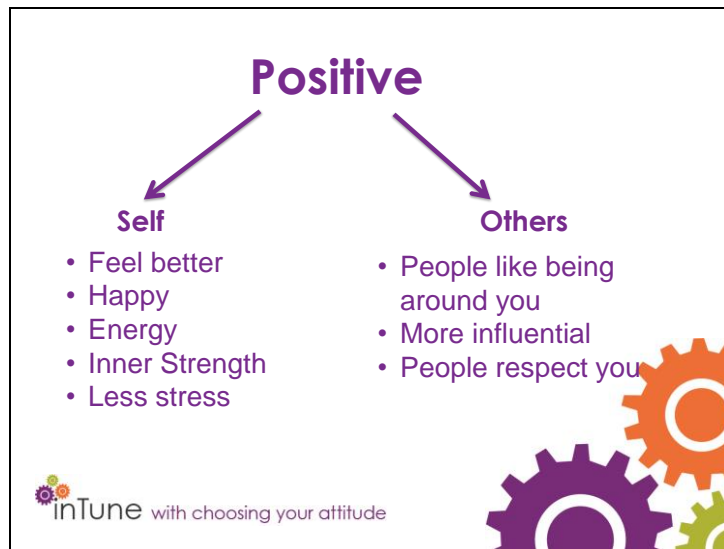 Positive
Self
• Feel better
• Happy
• Energy
• Inner Strength
• Less stress
Others
• People like being
around you
• More influential
• People respect you
inTune with choosing your attitude